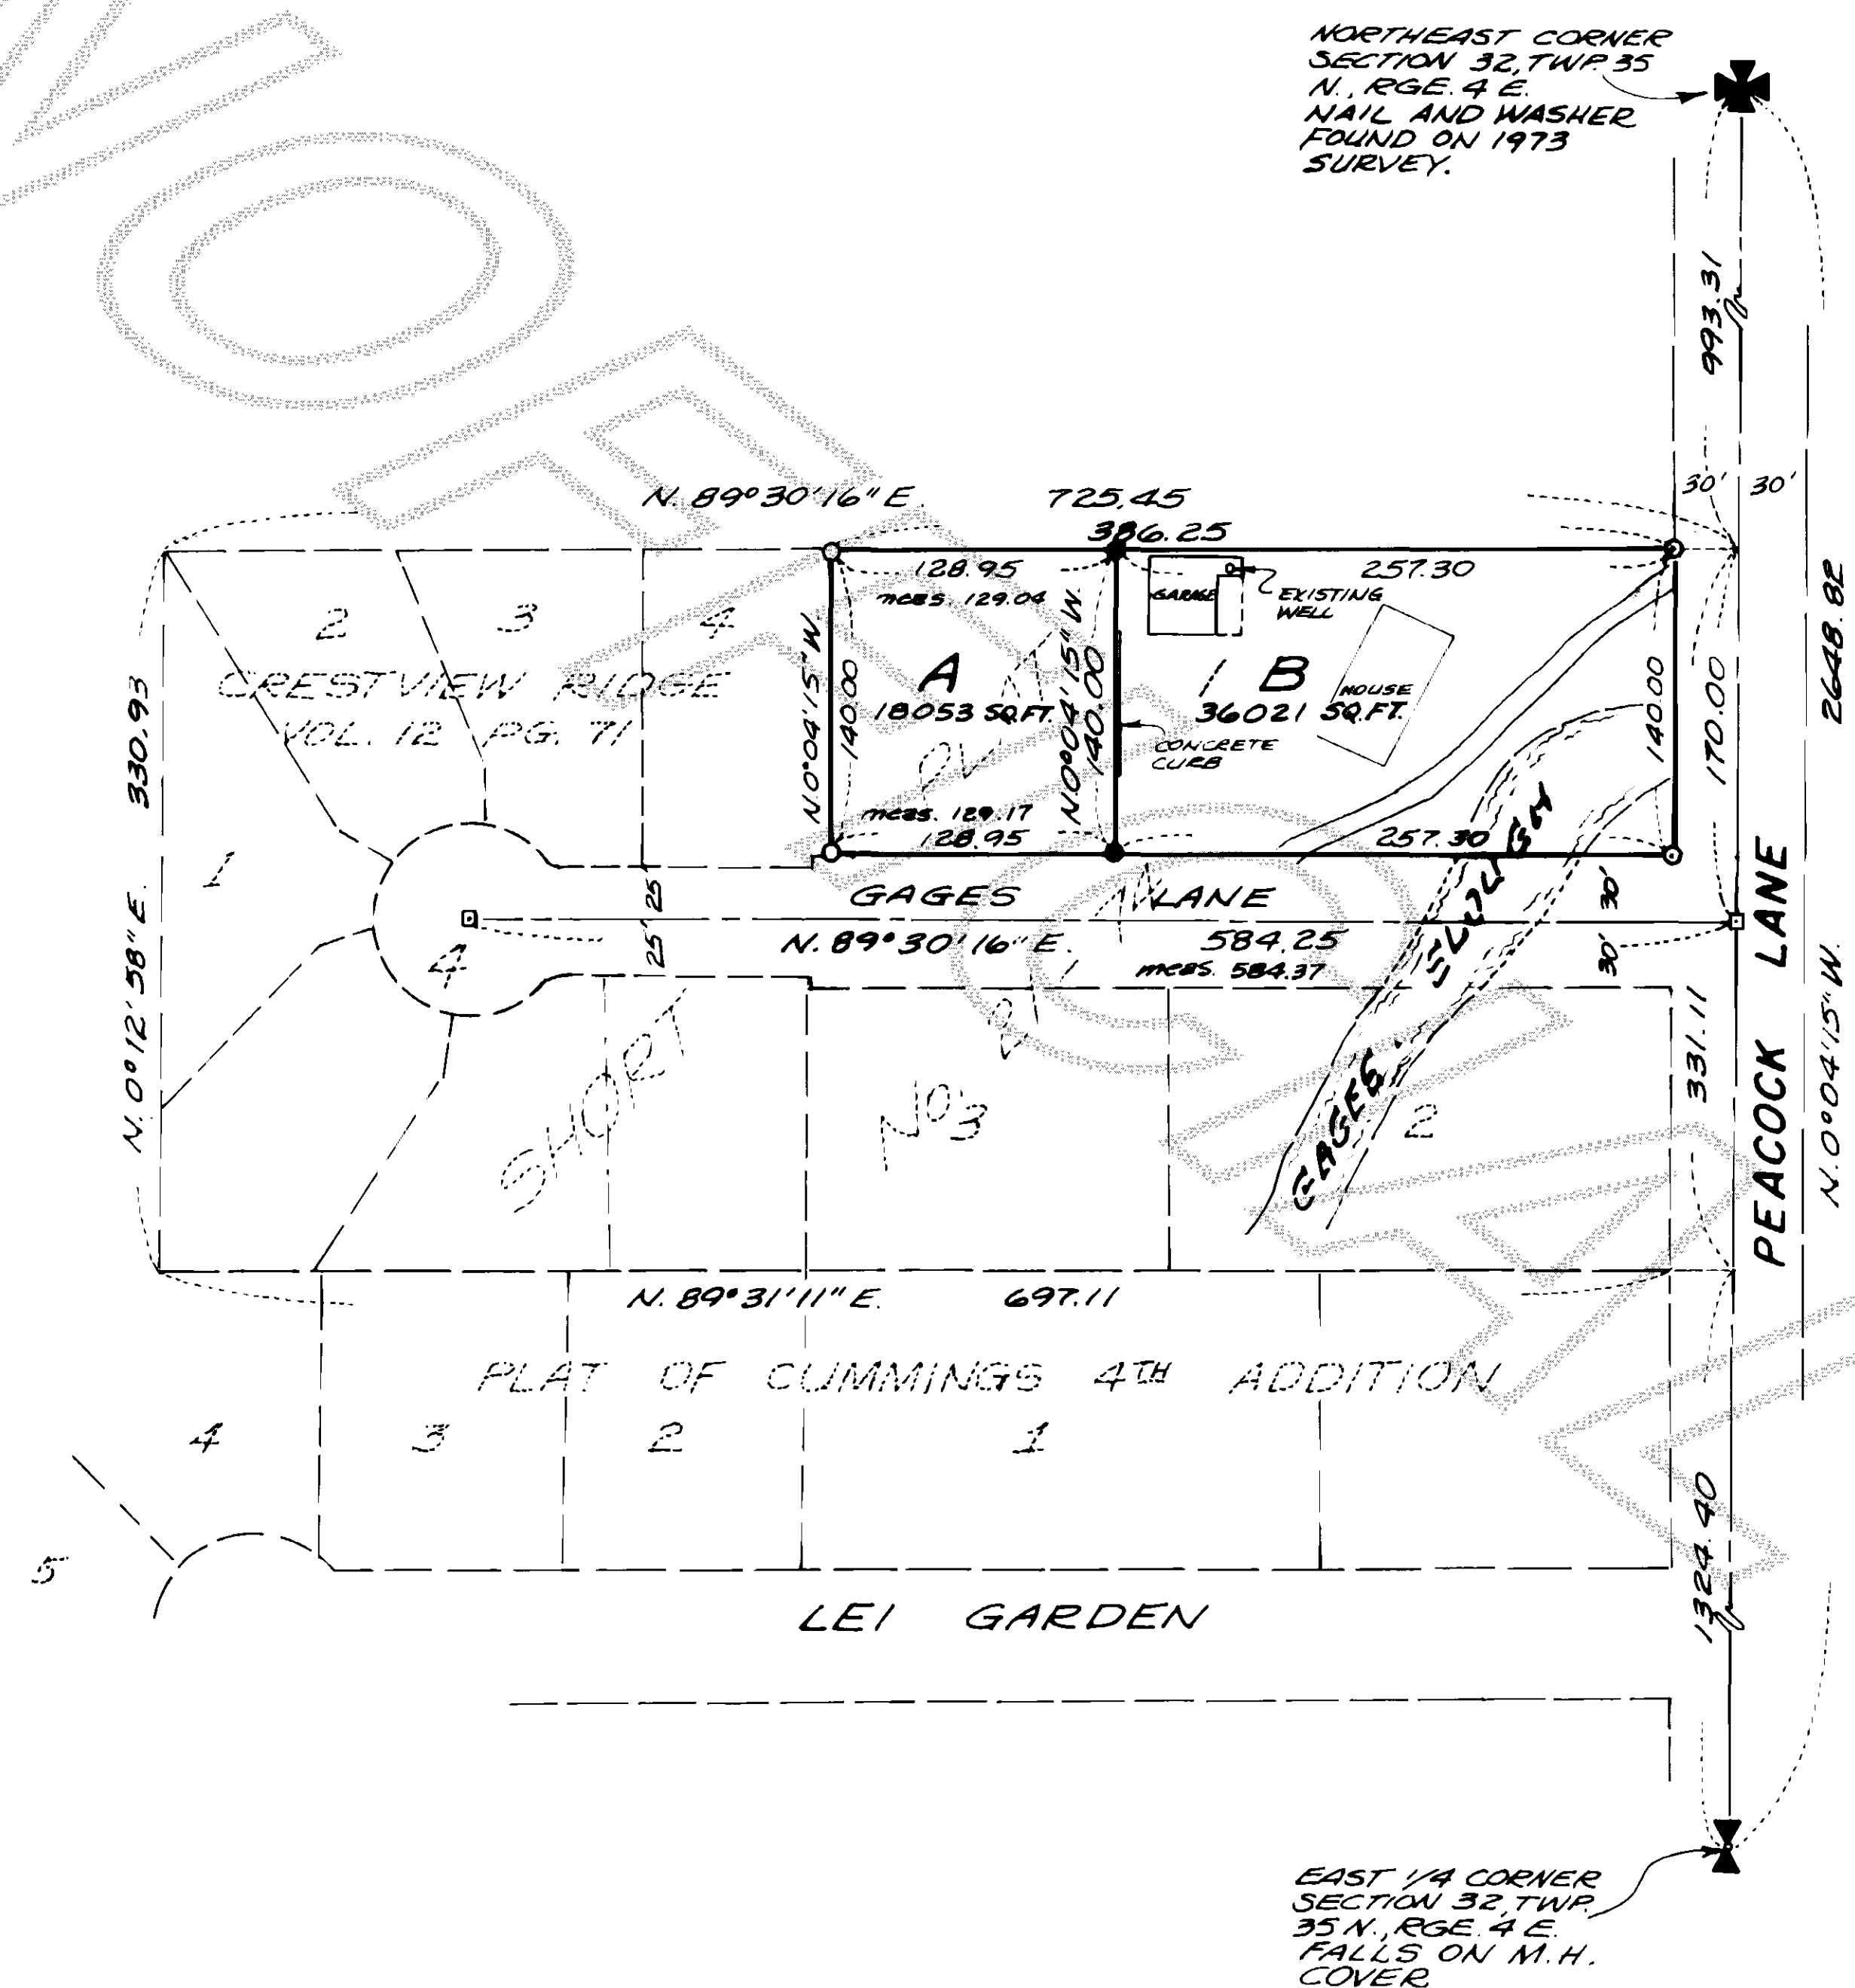 NORTHEAST CORNER
SECTION 32, TWP. 35
N., RGE. 4 E.
NAIL AND WASHER
FOUND ON 1973
SURVEY.
993.31
30' 30'
2648.82
N. 89°30'16" E. 725.45
386.25
128.95
meas. 129.04
257.30
GARAGE
EXISTING
WELL
2 3 4
CRESTVIEW RIDGE
VOL. 12 PG. 71
330.93
N. 0°12'58" E.
N.0°04'15" W.
140.00
A
18053 SQ.FT.
N.0°04'15" W.
140.00
B
36021 SQ.FT.
HOUSE
CONCRETE
CURB
140.00
170.00
meas. 129.17
128.95
257.30
1
4
25' 25'
GAGES LANE
N. 89°30'16" E. 584.25
meas. 584.37
30'
30'
GAGES SLOUGH
PEACOCK LANE
N.0°04'15" W.
331.11
SHORT
Nº3
2
N. 89°31'11" E. 697.11
PLAT OF CUMMINGS 4TH ADDITION
4 3 2 1
5
1324.40
LEI GARDEN
EAST 1/4 CORNER
SECTION 32, TWP.
35 N., RGE. 4 E.
FALLS ON M.H.
COVER